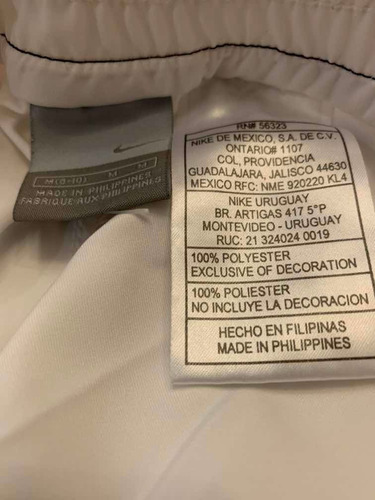 M(8-10) M M
MADE IN PHILIPPINES
FABRIQUE AUX PHILIPPINES
RN# 56323
NIKE DE MEXICO, S.A. DE C.V.
ONTARIO# 1107
COL, PROVIDENCIA
GUADALAJARA, JALISCO 44630
MEXICO RFC: NME 920220 KL4
NIKE URUGUAY
BR. ARTIGAS 417 5°P
MONTEVIDEO - URUGUAY
RUC: 21 324024 0019
100% POLYESTER
EXCLUSIVE OF DECORATION
100% POLIESTER
NO INCLUYE LA DECORACION
HECHO EN FILIPINAS
MADE IN PHILIPPINES